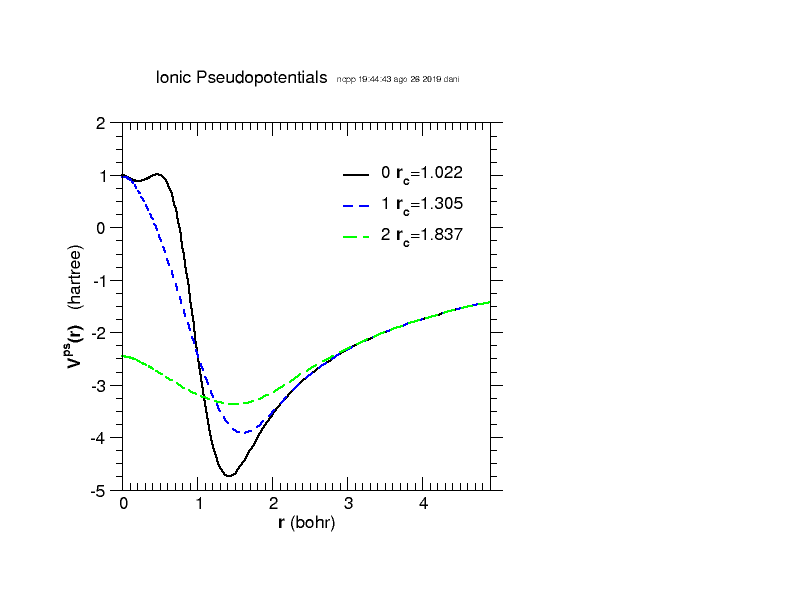 Ionic Pseudopotentials ncpp 19:44:43 ago 26 2019 dani
2
1
0
-1
-2
-3
-4
-5
V^ps(r) (hartree)
0 r_c=1.022
1 r_c=1.305
2 r_c=1.837
0 1 2 3 4
r (bohr)